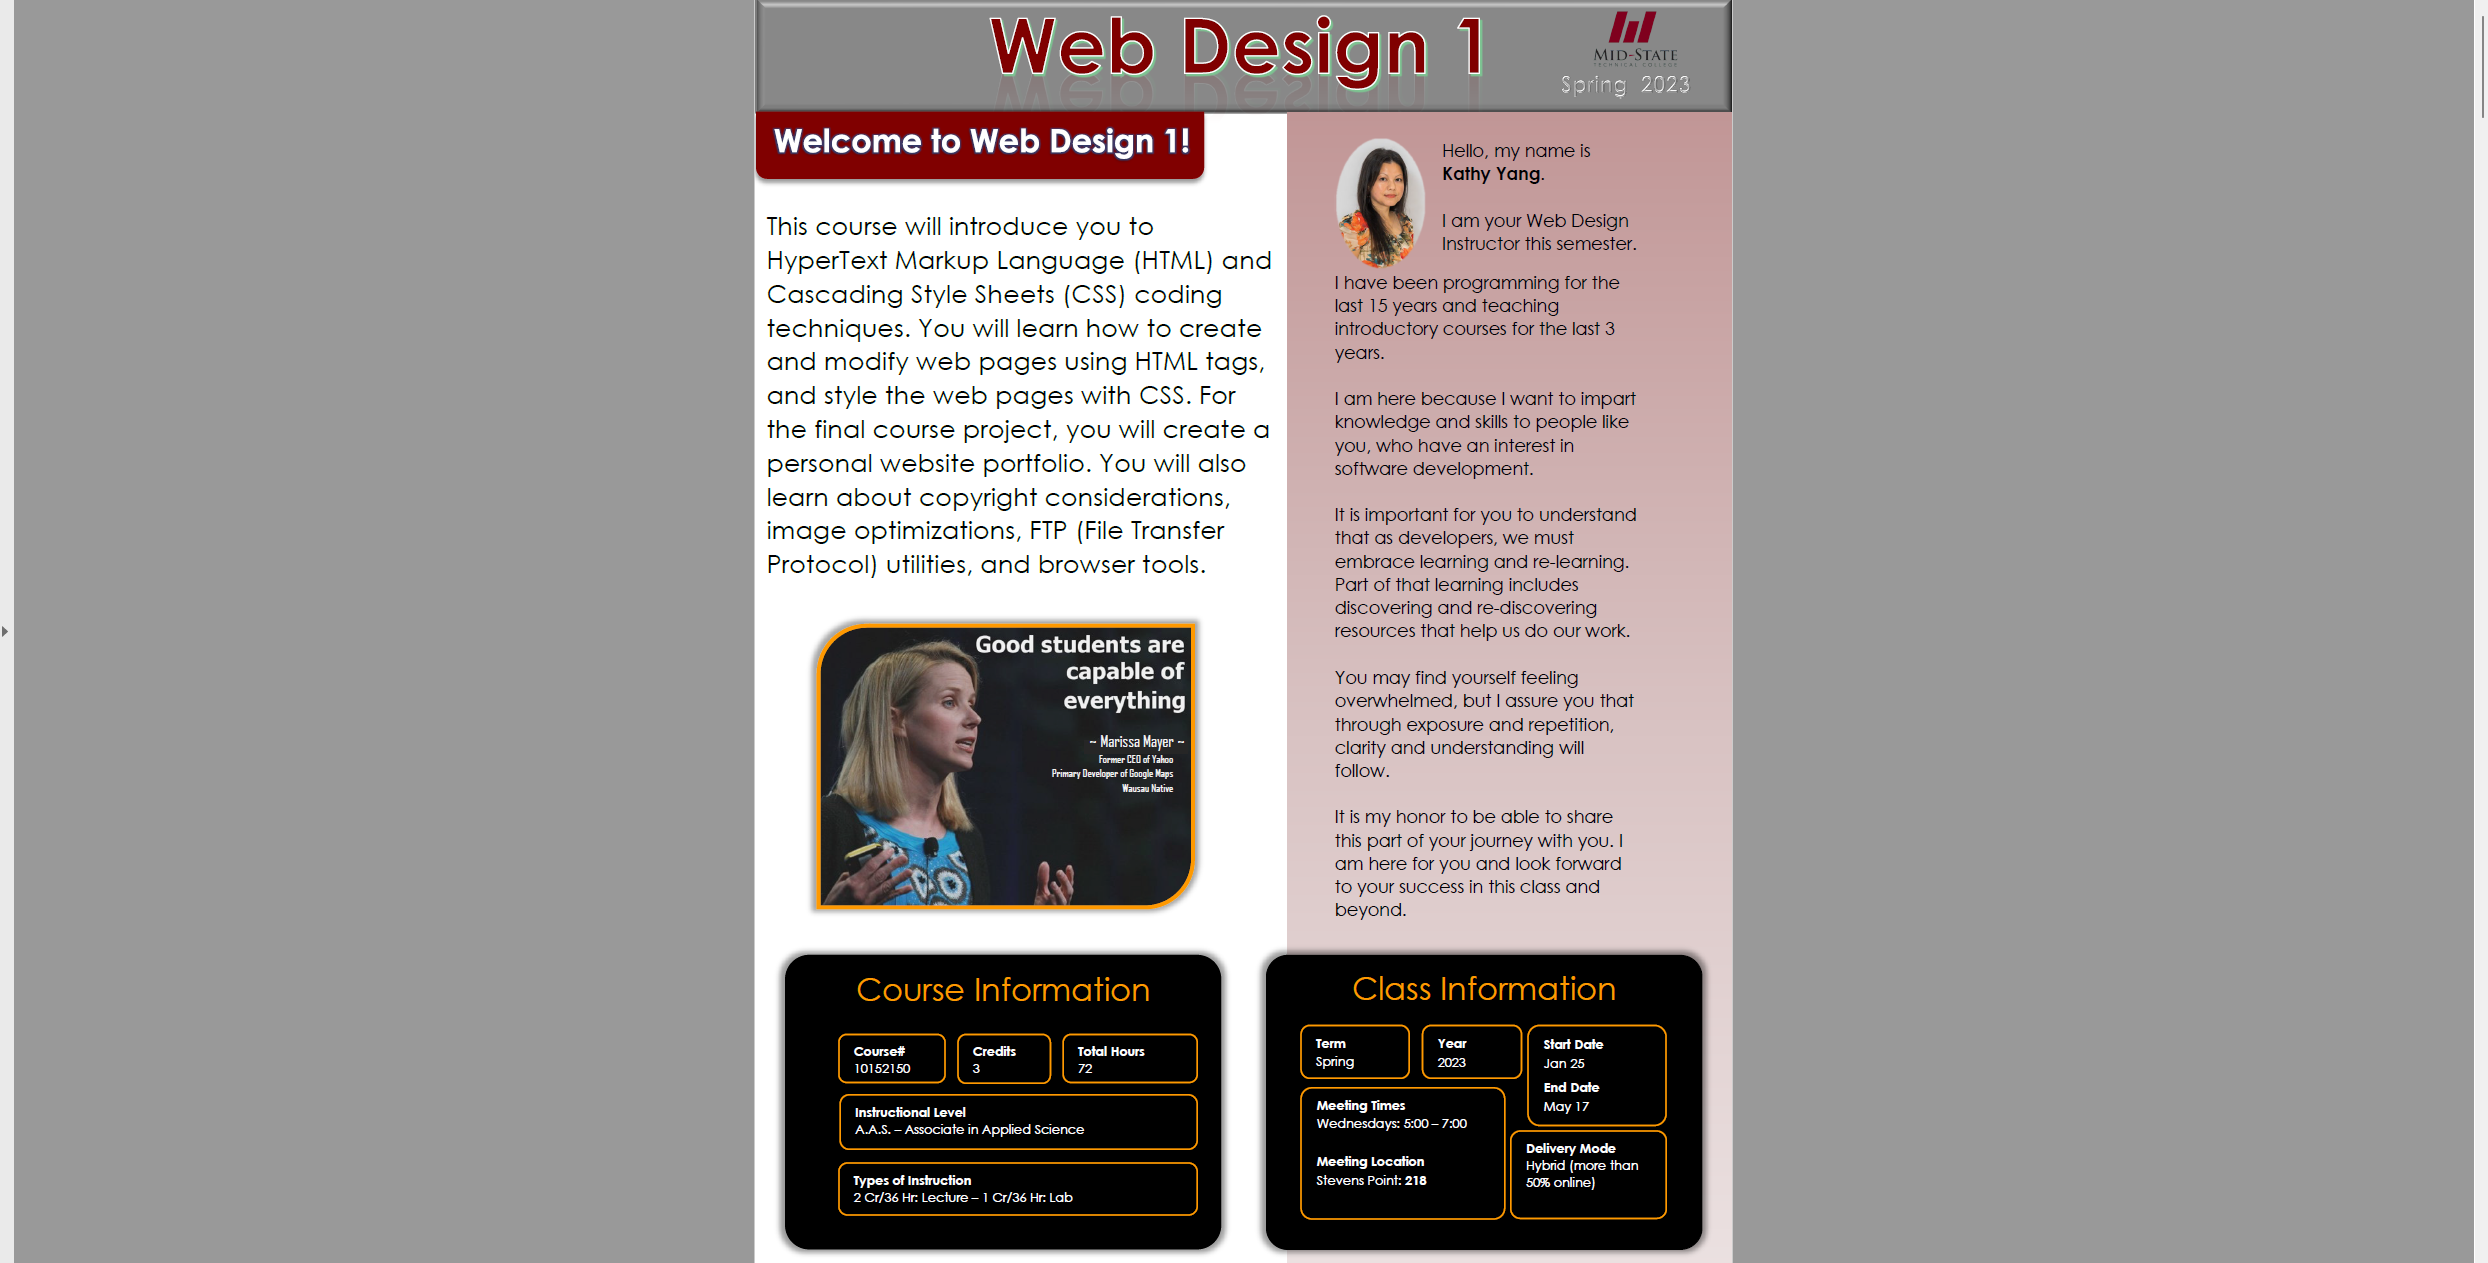 Web Design 1
MID-STATE
TECHNICAL COLLEGE
Spring 2023
Welcome to Web Design 1!
This course will introduce you to
HyperText Markup Language (HTML) and
Cascading Style Sheets (CSS) coding
techniques. You will learn how to create
and modify web pages using HTML tags,
and style the web pages with CSS. For
the final course project, you will create a
personal website portfolio. You will also
learn about copyright considerations,
image optimizations, FTP (File Transfer
Protocol) utilities, and browser tools.
Good students are
capable of
everything
~ Marissa Mayer ~
Former CEO of Yahoo
Primary Developer of Google Maps
Wausau Native
Hello, my name is
Kathy Yang.
I am your Web Design
Instructor this semester.
I have been programming for the
last 15 years and teaching
introductory courses for the last 3
years.
I am here because I want to impart
knowledge and skills to people like
you, who have an interest in
software development.
It is important for you to understand
that as developers, we must
embrace learning and re-learning.
Part of that learning includes
discovering and re-discovering
resources that help us do our work.
You may find yourself feeling
overwhelmed, but I assure you that
through exposure and repetition,
clarity and understanding will
follow.
It is my honor to be able to share
this part of your journey with you. I
am here for you and look forward
to your success in this class and
beyond.
Course Information
Course#
10152150
Credits
3
Total Hours
72
Instructional Level
A.A.S. – Associate in Applied Science
Types of Instruction
2 Cr/36 Hr: Lecture – 1 Cr/36 Hr: Lab
Class Information
Term
Spring
Year
2023
Start Date
Jan 25
End Date
May 17
Meeting Times
Wednesdays: 5:00 – 7:00
Meeting Location
Stevens Point: 218
Delivery Mode
Hybrid (more than
50% online)